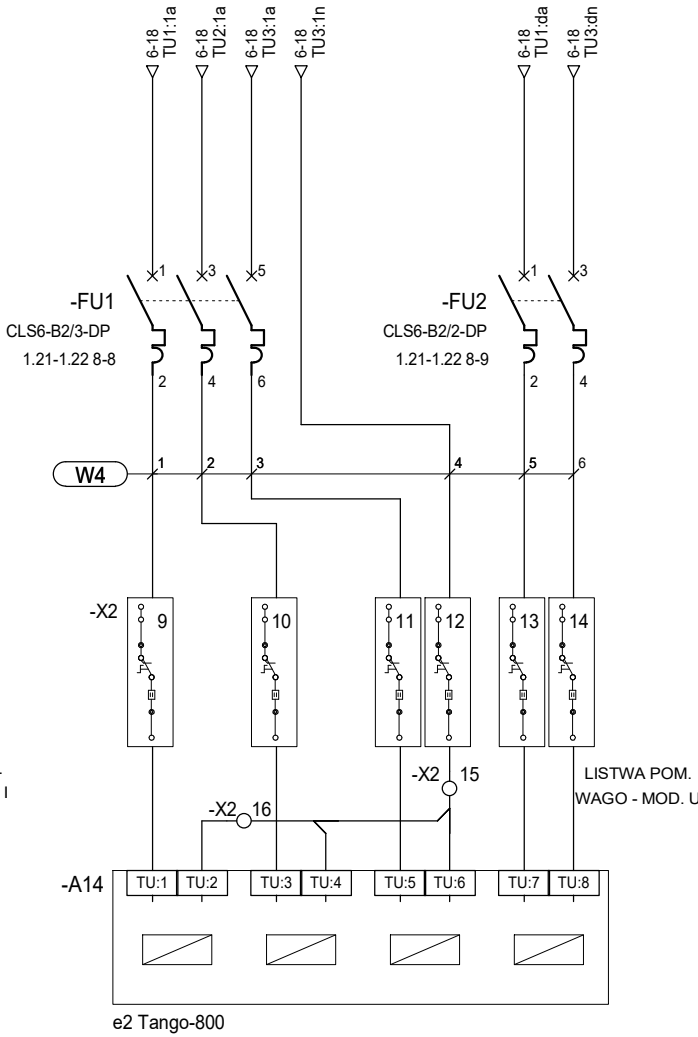 6-18
TU1:1a
6-18
TU2:1a
6-18
TU3:1a
6-18
TU3:1n
6-18
TU1:da
6-18
TU3:dn
1
3
5
1
3
-FU1
CLS6-B2/3-DP
1.21-1.22 8-8
-FU2
CLS6-B2/2-DP
1.21-1.22 8-9
2
4
6
2
4
W4
1
2
3
4
5
6
-X2
9
10
11
12
13
14
I
-X2 15
-X2 16
LISTWA POM.
WAGO - MOD. U
-A14
TU:1
TU:2
TU:3
TU:4
TU:5
TU:6
TU:7
TU:8
e2 Tango-800